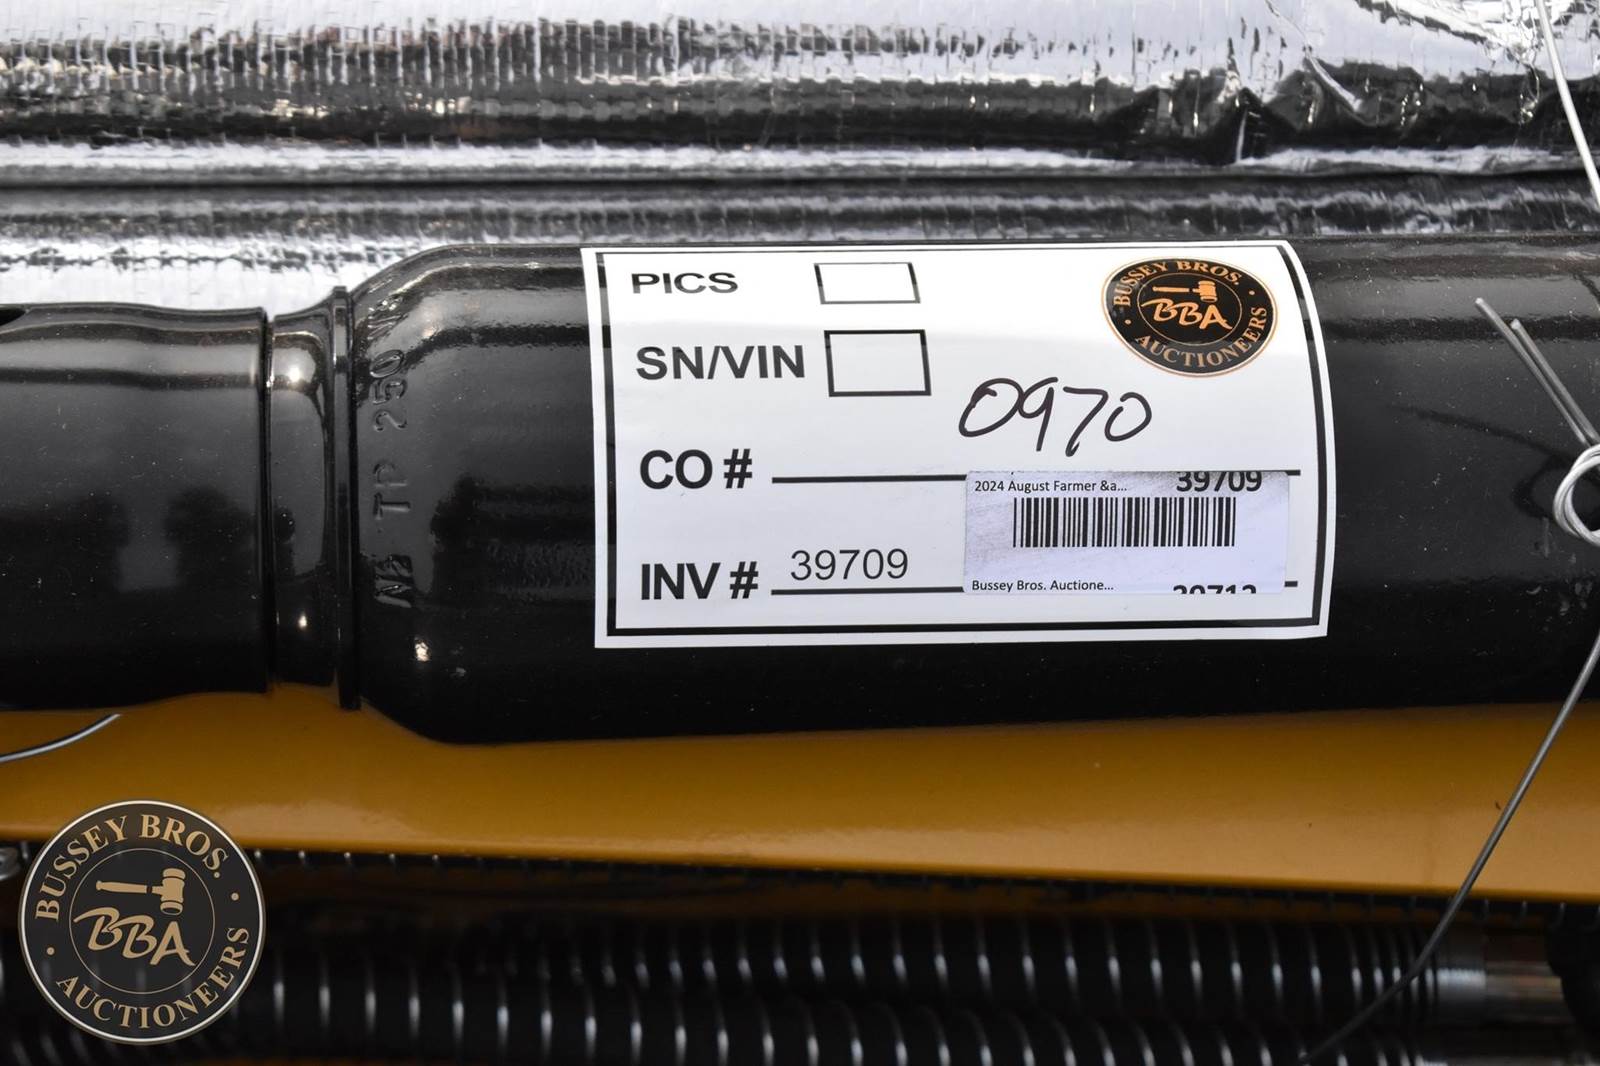 PICS
SN/VIN
0970
CO #
2024 August Farmer &a... 39709
INV # 39709
Bussey Bros. Auctione... 39712
BUSSEY BROS.
BBA
AUCTIONEERS
TP 250
BUSSEY BROS.
BBA
AUCTIONEERS